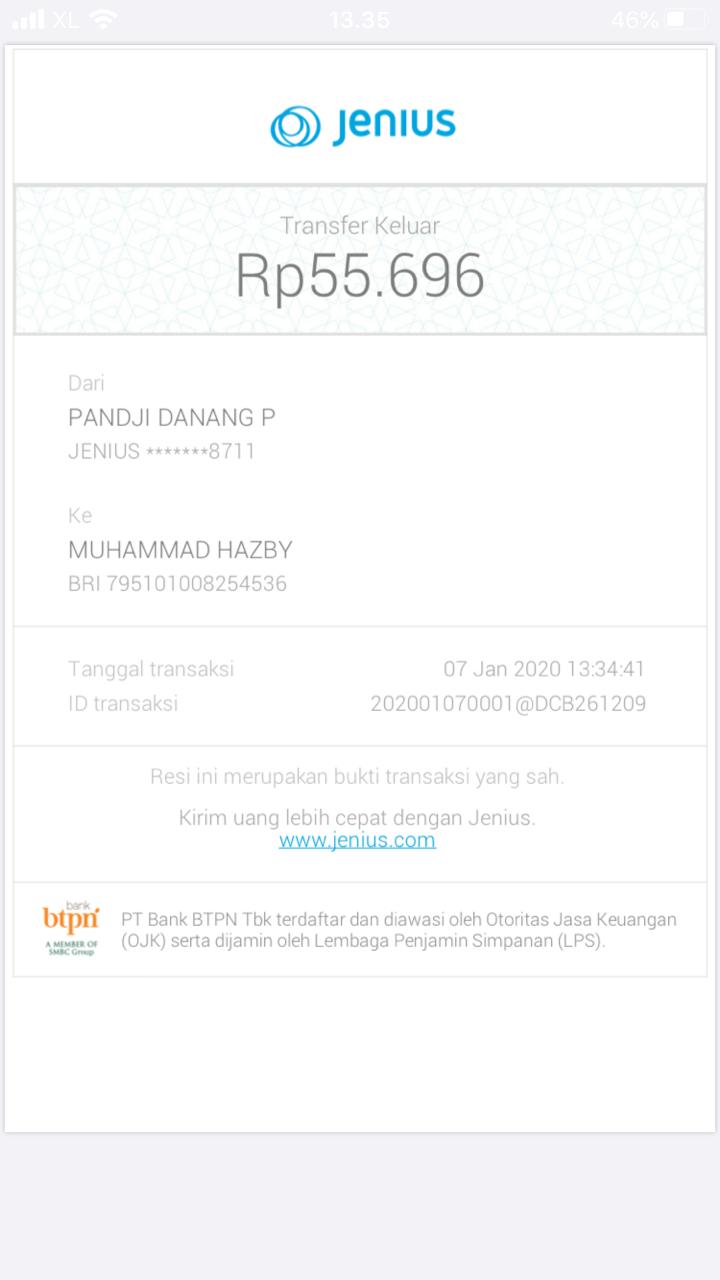 XL 13.35 46%
Jenius
Transfer Keluar
Rp55.696
Dari
PANDJI DANANG P
JENIUS *******8711
Ke
MUHAMMAD HAZBY
BRI 795101008254536
Tanggal transaksi 07 Jan 2020 13:34:41
ID transaksi 202001070001@DCB261209
Resi ini merupakan bukti transaksi yang sah.
Kirim uang lebih cepat dengan Jenius.
www.jenius.com
bank
btpn
A MEMBER OF
SMBC Group
PT Bank BTPN Tbk terdaftar dan diawasi oleh Otoritas Jasa Keuangan
(OJK) serta dijamin oleh Lembaga Penjamin Simpanan (LPS).